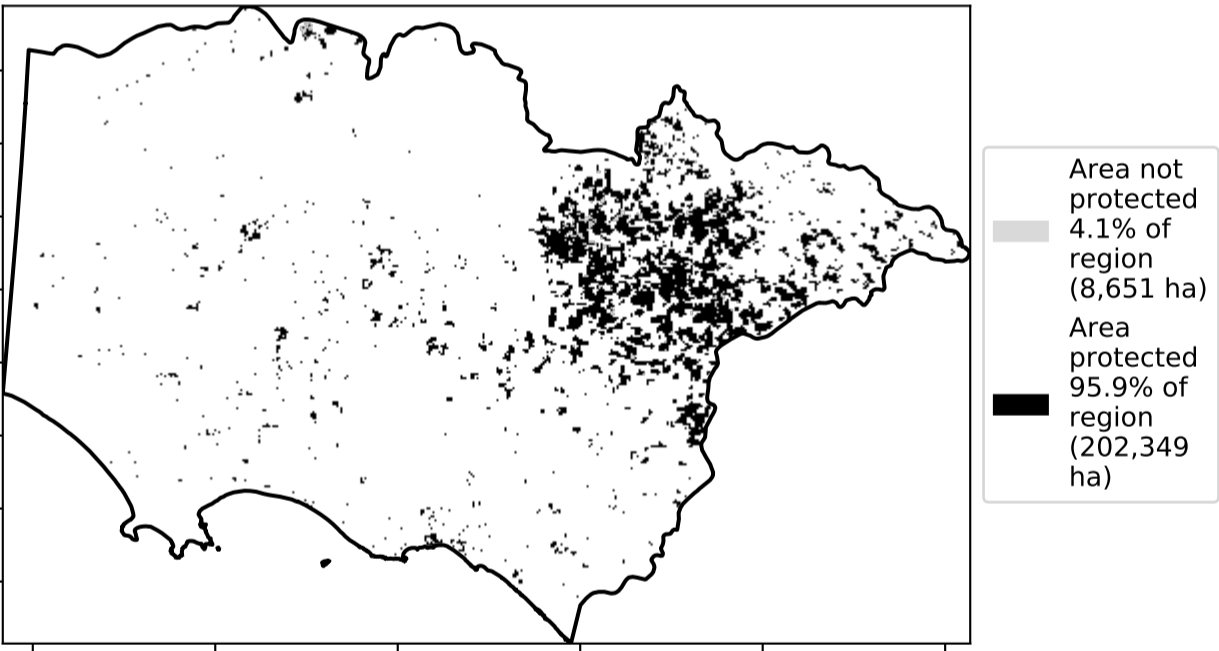 Area not
protected
4.1% of
region
(8,651 ha)
Area
protected
95.9% of
region
(202,349
ha)